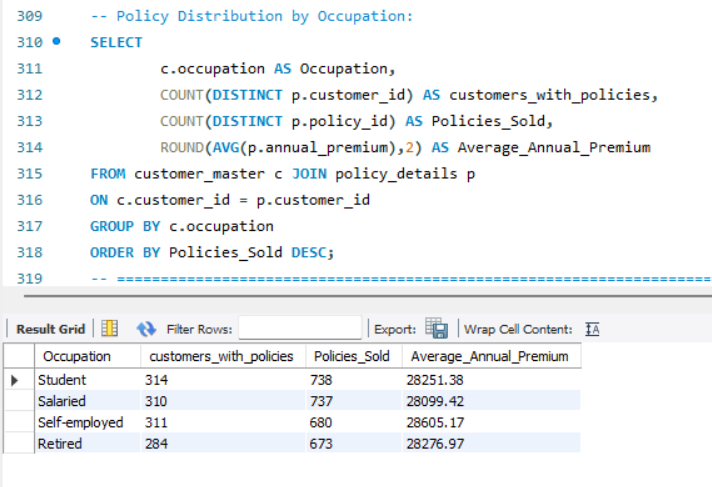 309 -- Policy Distribution by Occupation:
310 SELECT
311 c.occupation AS Occupation,
312 COUNT(DISTINCT p.customer_id) AS customers_with_policies,
313 COUNT(DISTINCT p.policy_id) AS Policies_Sold,
314 ROUND(AVG(p.annual_premium),2) AS Average_Annual_Premium
315 FROM customer_master c JOIN policy_details p
316 ON c.customer_id = p.customer_id
317 GROUP BY c.occupation
318 ORDER BY Policies_Sold DESC;
319 -- =====================================================================
Result Grid Filter Rows: Export: Wrap Cell Content:
Occupation customers_with_policies Policies_Sold Average_Annual_Premium
Student 314 738 28251.38
Salaried 310 737 28099.42
Self-employed 311 680 28605.17
Retired 284 673 28276.97